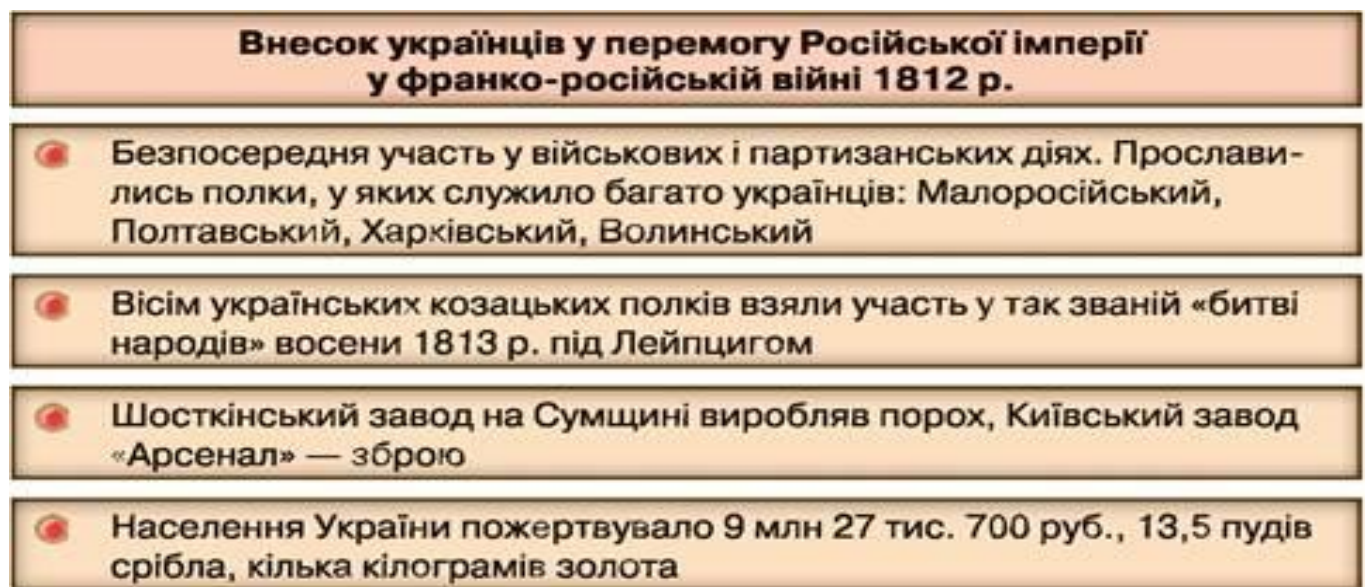 Внесок українців у перемогу Російської імперії
у франко-російській війні 1812 р.
Безпосередня участь у військових і партизанських діях. Прослави-
лись полки, у яких служило багато українців: Малоросійський,
Полтавський, Харківський, Волинський
Вісім українських козацьких полків взяли участь у так званій «битві
народів» восени 1813 р. під Лейпцигом
Шосткінський завод на Сумщині виробляв порох, Київський завод
«Арсенал» — зброю
Населення України пожертвувало 9 млн 27 тис. 700 руб., 13,5 пудів
срібла, кілька кілограмів золота